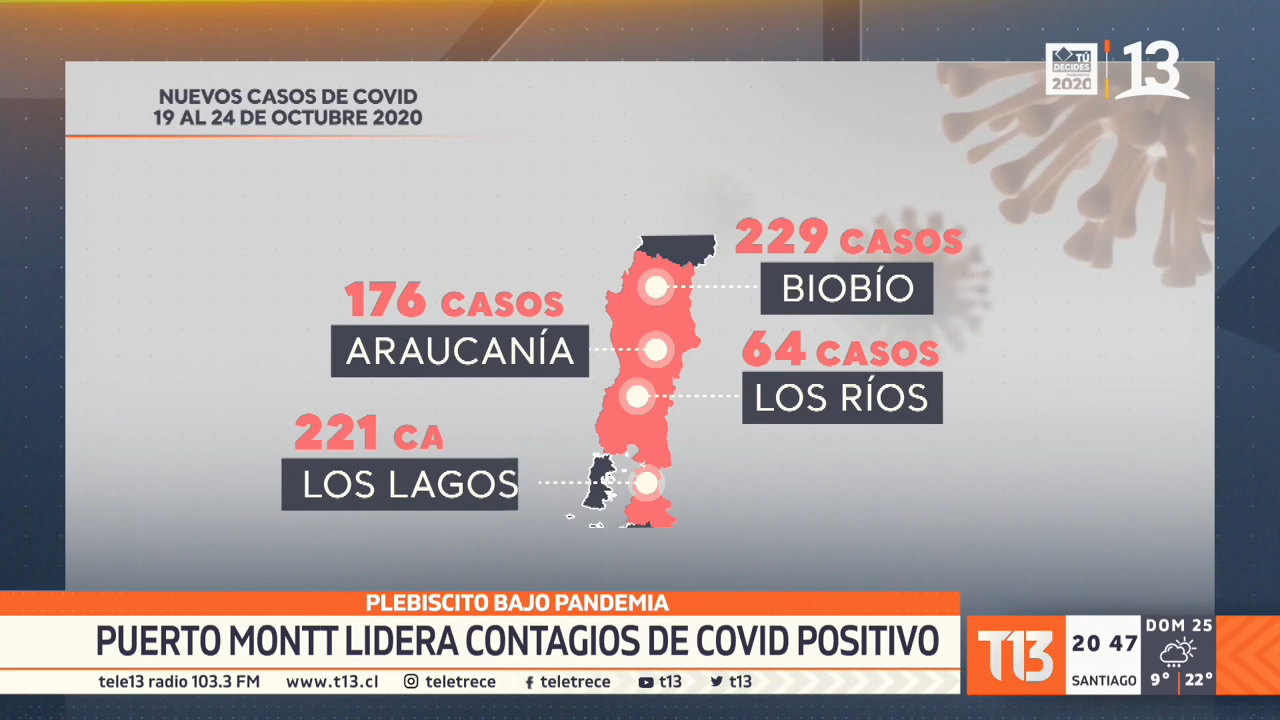 NUEVOS CASOS DE COVID
19 AL 24 DE OCTUBRE 2020
TÚ
DECIDES
2020
13
229 CASOS
BIOBÍO
176 CASOS
ARAUCANÍA
64 CASOS
LOS RÍOS
221 CA
LOS LAGOS
PLEBISCITO BAJO PANDEMIA
PUERTO MONTT LIDERA CONTAGIOS DE COVID POSITIVO
tele13 radio 103.3 FM www.t13.cl teletrece teletrece t13 t13
T13
20 47
SANTIAGO
DOM 25
9° 22°